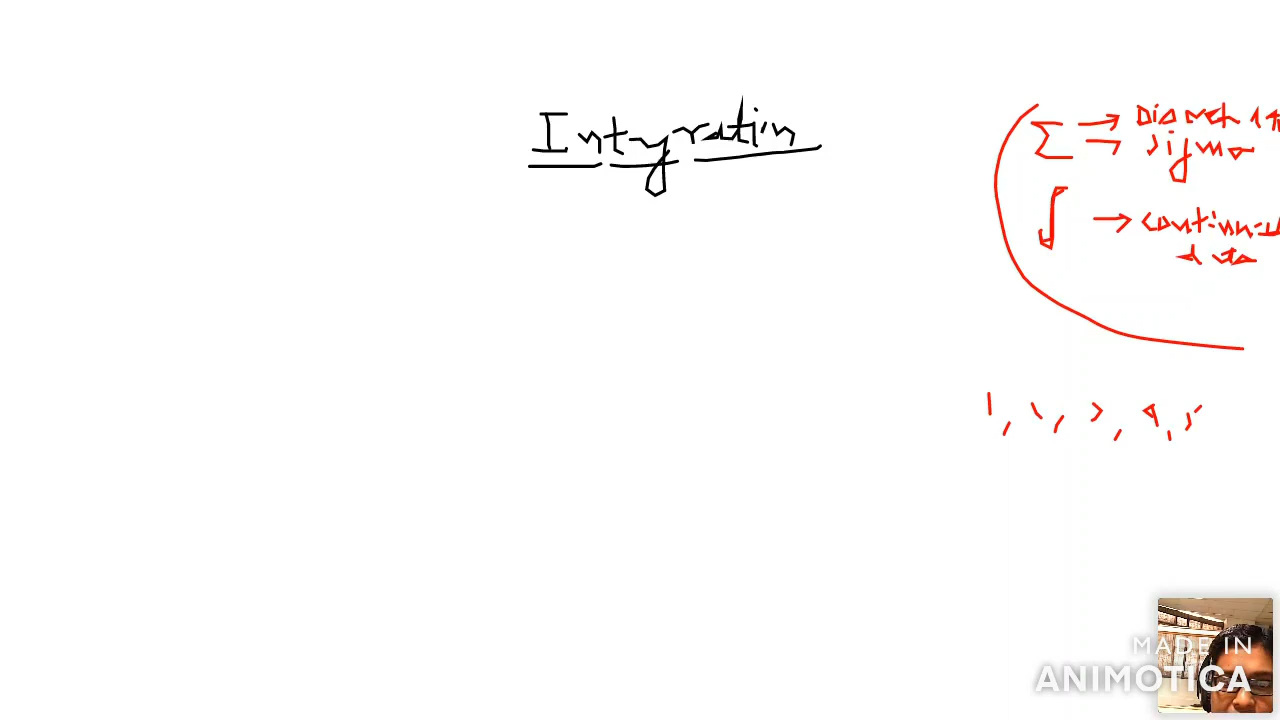 Integration
Σ → Discrete
→ sigma
∫ → continuous
data
1, 2, 3, 4, 5
MADE IN
ANIMOTICA